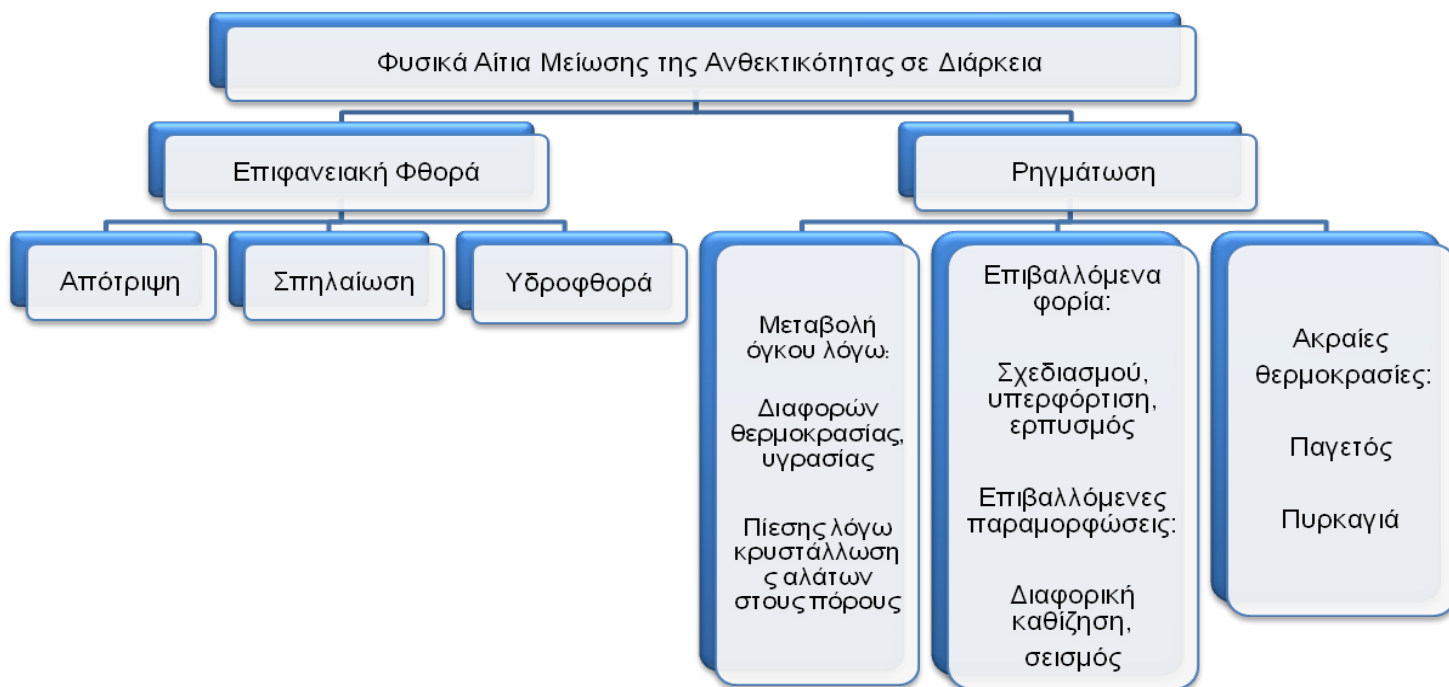 Φυσικά Αίτια Μείωσης της Ανθεκτικότητας σε Διάρκεια
Επιφανειακή Φθορά
Ρηγμάτωση
Απότριψη
Σπηλαίωση
Υδροφθορά
Μεταβολή
όγκου λόγω:
Διαφορών
θερμοκρασίας,
υγρασίας
Πίεσης λόγω
κρυστάλλωση
ς αλάτων
στους πόρους
Επιβαλλόμενα
φορία:
Σχεδιασμού,
υπερφόρτιση,
ερπυσμός
Επιβαλλόμενες
παραμορφώσεις:
Διαφορική
καθίζηση,
σεισμός
Ακραίες
θερμοκρασίες:
Παγετός
Πυρκαγιά